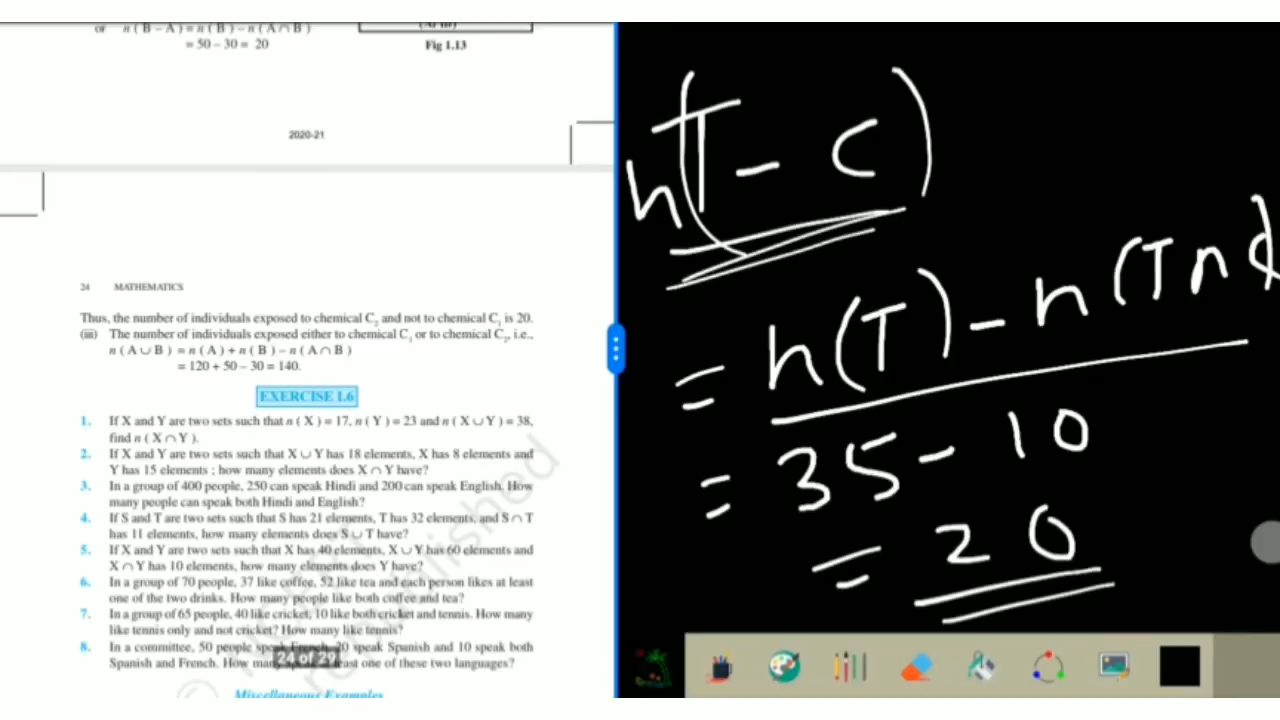 or n ( B – A ) = n ( B ) – n ( A ∩ B )
= 50 – 30 = 20
Fig 1.13
2020-21
24 MATHEMATICS
Thus, the number of individuals exposed to chemical C₂ and not to chemical C₁ is 20.
(iii) The number of individuals exposed either to chemical C₁ or to chemical C₂, i.e.,
n ( A ∪ B ) = n ( A ) + n ( B ) – n ( A ∩ B )
= 120 + 50 – 30 = 140.
EXERCISE 1.6
1. If X and Y are two sets such that n ( X ) = 17, n ( Y ) = 23 and n ( X ∪ Y ) = 38,
find n ( X ∩ Y ).
2. If X and Y are two sets such that X ∪ Y has 18 elements, X has 8 elements and
Y has 15 elements ; how many elements does X ∩ Y have?
3. In a group of 400 people, 250 can speak Hindi and 200 can speak English. How
many people can speak both Hindi and English?
4. If S and T are two sets such that S has 21 elements, T has 32 elements, and S ∩ T
has 11 elements, how many elements does S ∪ T have?
5. If X and Y are two sets such that X has 40 elements, X ∪ Y has 60 elements and
X ∩ Y has 10 elements, how many elements does Y have?
6. In a group of 70 people, 37 like coffee, 52 like tea and each person likes at least
one of the two drinks. How many people like both coffee and tea?
7. In a group of 65 people, 40 like cricket, 10 like both cricket and tennis. How many
like tennis only and not cricket? How many like tennis?
8. In a committee, 50 people speak French, 20 speak Spanish and 10 speak both
Spanish and French. How many least one of these two languages?
24 of 29
Miscellaneous Examples
n(T – C)
= n(T) – n(T∩
= 35 – 10
= 20